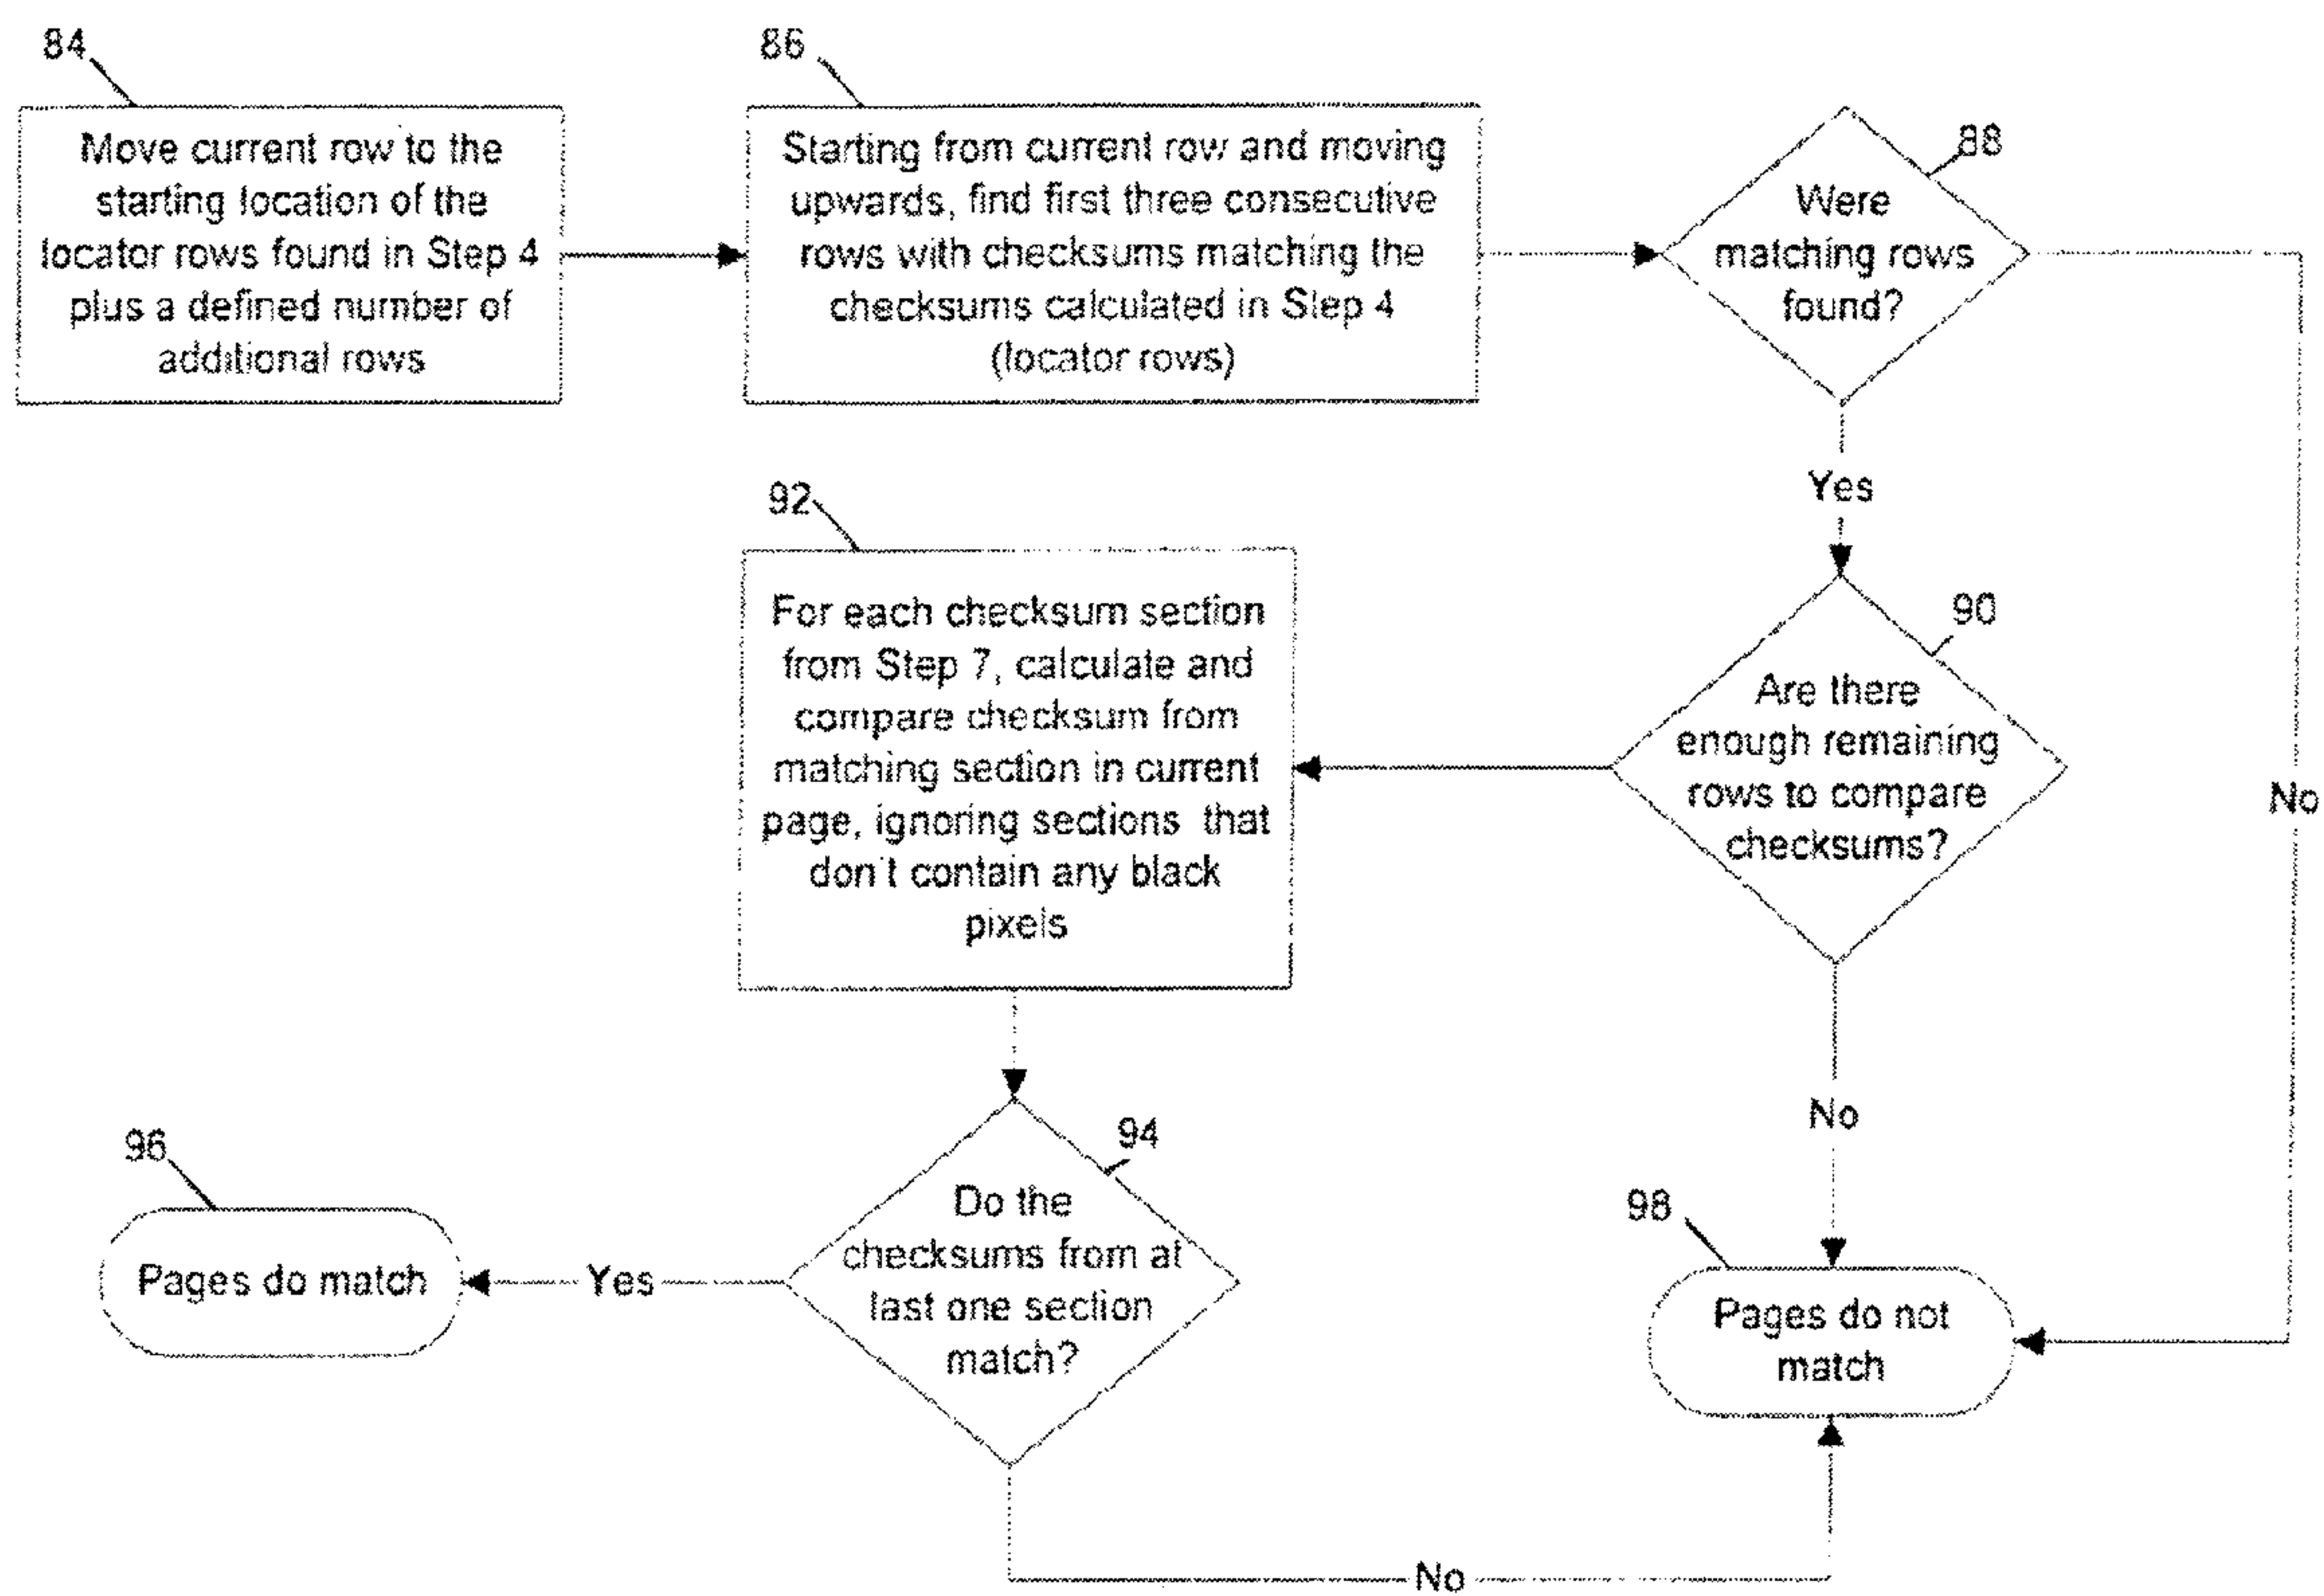 84
Move current row to the
starting location of the
locator rows found in Step 4
plus a defined number of
additional rows
86
Starting from current row and moving
upwards, find first three consecutive
rows with checksums matching the
checksums calculated in Step 4
(locator rows)
88
Were
matching rows
found?
Yes
No
90
Are there
enough remaining
rows to compare
checksums?
No
92
For each checksum section
from Step 7, calculate and
compare checksum from
matching section in current
page, ignoring sections that
don't contain any black
pixels
94
Do the
checksums from at
last one section
match?
Yes
No
96
Pages do match
98
Pages do not
match